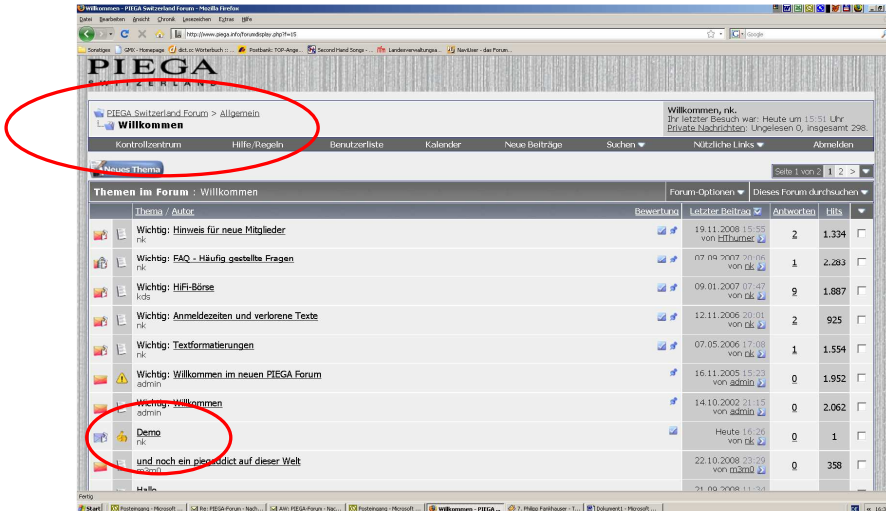 Willkommen - PIEGA Switzerland Forum - Mozilla Firefox
Datei Bearbeiten Ansicht Chronik Lesezeichen Extras Hilfe
http://www.piega.info/forumdisplay.php?f=15
Google
Sonstiges GMX - Homepage dict.cc Wörterbuch :: ... Postbank: TOP-Ange... Second Hand Songs - ... Landesverwaltungsa... NaviUser - das Forum...
PIEGA
SWITZERLAND
PIEGA Switzerland Forum > Allgemein
Willkommen
Willkommen, nk.
Ihr letzter Besuch war: Heute um 15:51 Uhr
Private Nachrichten: Ungelesen 0, insgesamt 298.
Kontrollzentrum Hilfe/Regeln Benutzerliste Kalender Neue Beiträge Suchen Nützliche Links Abmelden
Neues Thema
Seite 1 von 2 1 2 >
Themen im Forum : Willkommen Forum-Optionen Dieses Forum durchsuchen
Thema / Autor Bewertung Letzter Beitrag Antworten Hits
Wichtig: Hinweis für neue Mitglieder
nk
19.11.2008 15:55
von HThurner
2 1.334
Wichtig: FAQ - Häufig gestellte Fragen
nk
07.09.2007 20:06
von nk
1 2.283
Wichtig: HiFi-Börse
kds
09.01.2007 07:47
von nk
9 1.887
Wichtig: Anmeldezeiten und verlorene Texte
nk
12.11.2006 20:01
von nk
2 925
Wichtig: Textformatierungen
nk
07.05.2006 17:08
von nk
1 1.554
Wichtig: Willkommen im neuen PIEGA Forum
admin
16.11.2005 15:23
von admin
0 1.952
Wichtig: Willkommen
admin
14.10.2002 21:15
von admin
0 2.062
Demo
nk
Heute 16:26
von nk
0 1
und noch ein piegaddict auf dieser Welt
m3m0
22.10.2008 23:29
von m3m0
0 358
Hallo
21.09.2008 11:34
Fertig
Start Posteingang - Microsoft ... Re: PIEGA-Forum - Nach... AW: PIEGA-Forum - Nac... Posteingang - Microsoft ... Willkommen - PIEGA ... 7. Philipp Fankhauser - T... Dokument1 - Microsoft ...